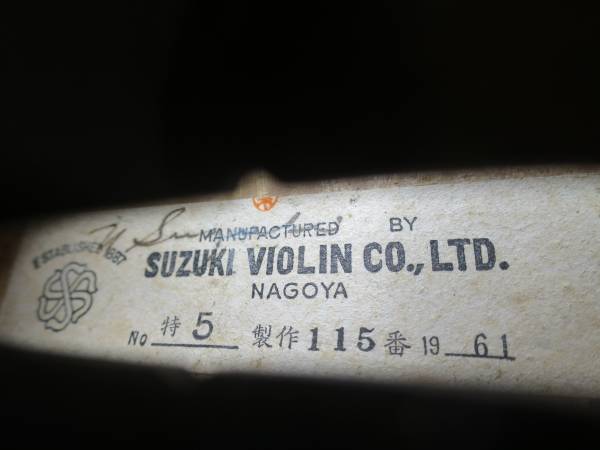 ESTABLISHED 1887
MANUFACTURED BY
SUZUKI VIOLIN CO., LTD.
NAGOYA
No 特5 製作 115 番 19 61